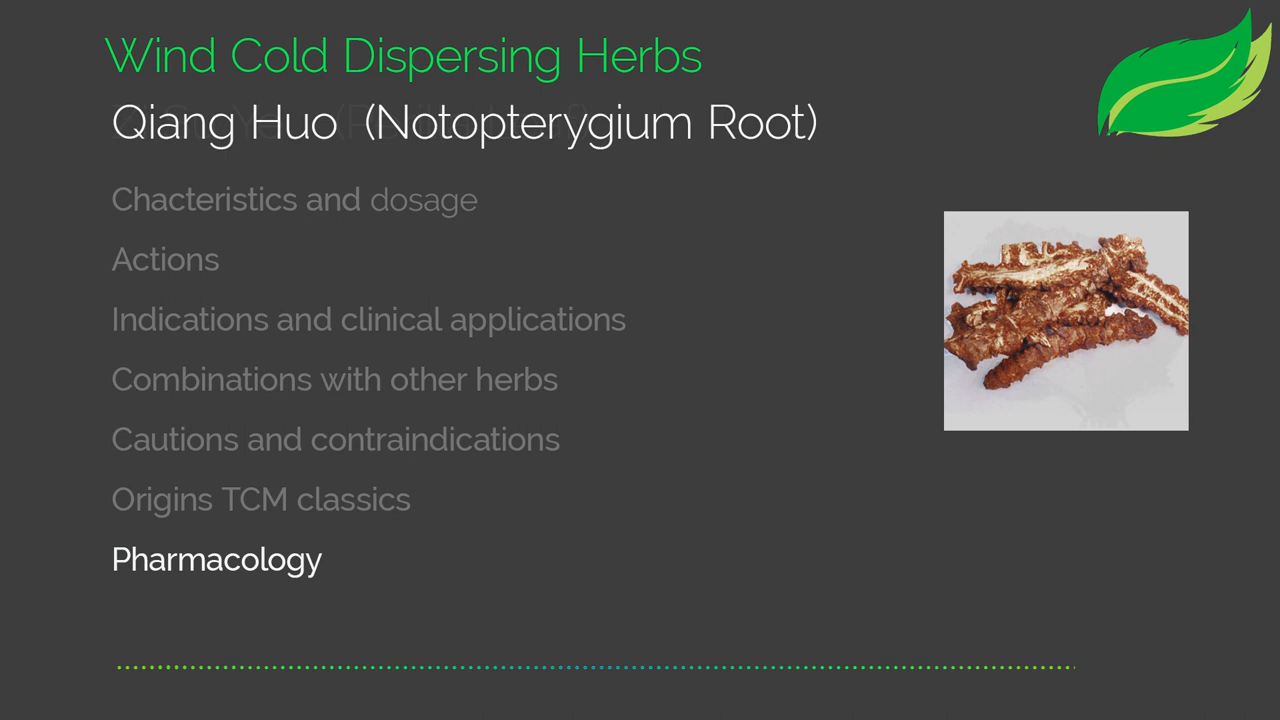 Wind Cold Dispersing Herbs
Qiang Huo (Notopterygium Root)
Chacteristics and dosage
Actions
Indications and clinical applications
Combinations with other herbs
Cautions and contraindications
Origins TCM classics
Pharmacology